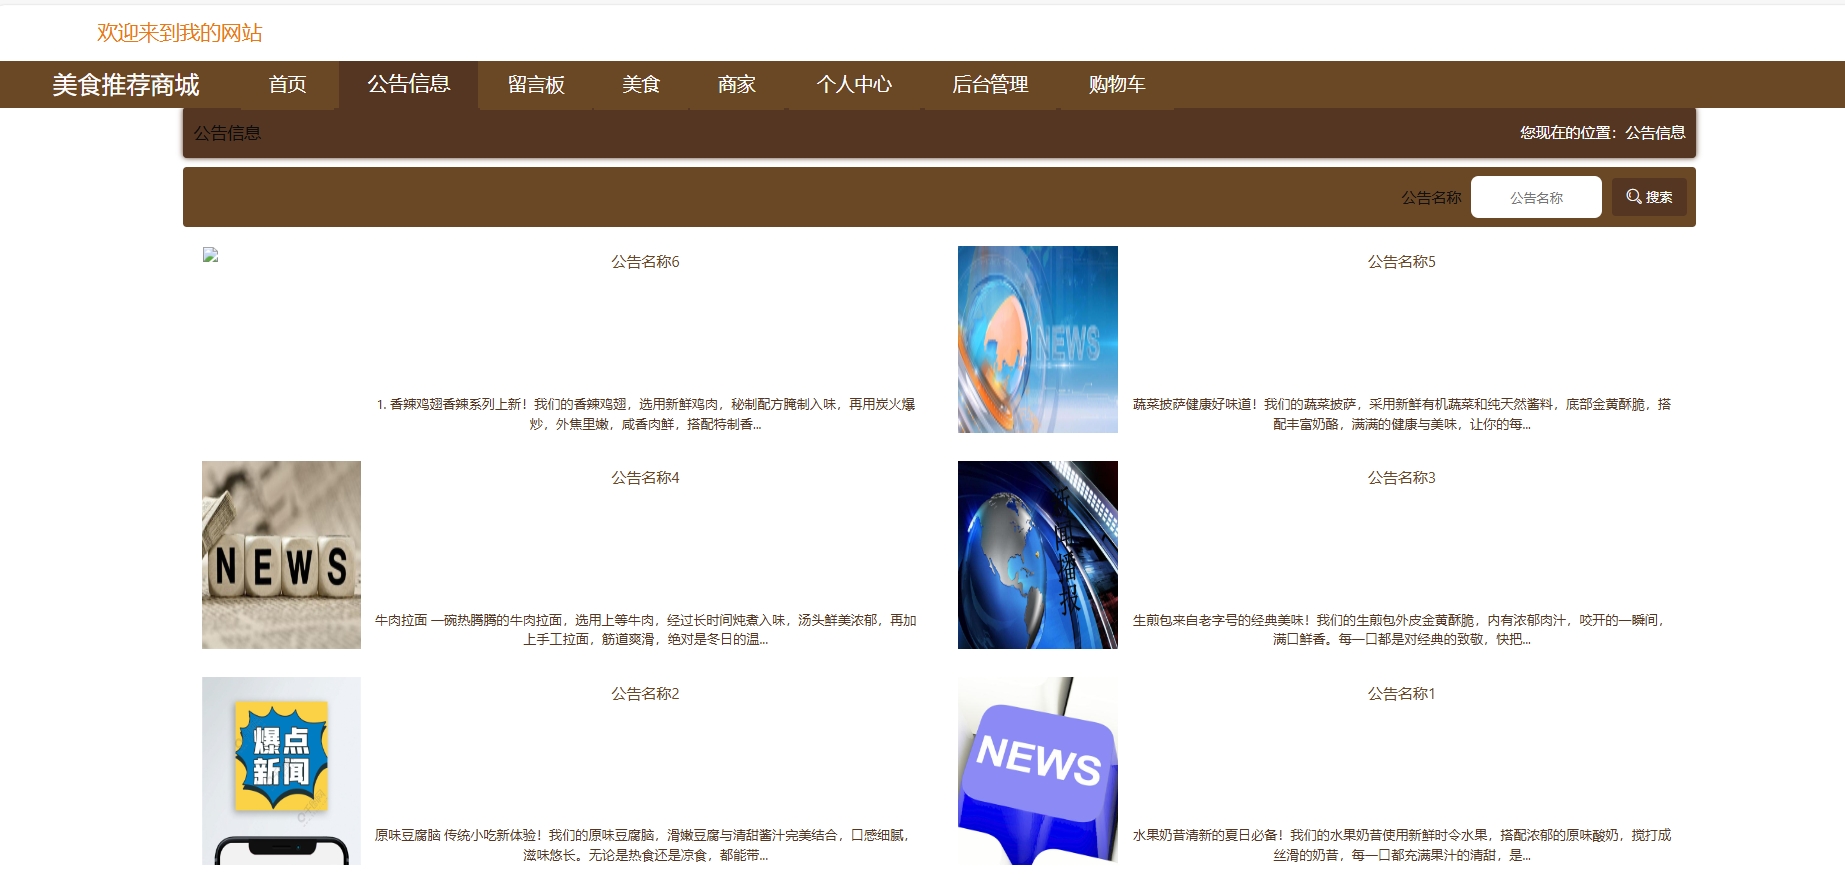 欢迎来到我的网站
美食推荐商城 首页 公告信息 留言板 美食 商家 个人中心 后台管理 购物车
公告信息 您现在的位置：公告信息
公告名称 公告名称 搜索
公告名称6
1. 香辣鸡翅香辣系列上新！我们的香辣鸡翅，选用新鲜鸡肉，秘制配方腌制入味，再用炭火爆
炒，外焦里嫩，咸香肉鲜，搭配特制香...
NEWS
公告名称5
蔬菜披萨健康好味道！我们的蔬菜披萨，采用新鲜有机蔬菜和纯天然酱料，底部金黄酥脆，搭
配丰富奶酪，满满的健康与美味，让你的每...
NEWS
公告名称4
牛肉拉面 一碗热腾腾的牛肉拉面，选用上等牛肉，经过长时间炖煮入味，汤头鲜美浓郁，再加
上手工拉面，筋道爽滑，绝对是冬日的温...
新闻播报
公告名称3
生煎包来自老字号的经典美味！我们的生煎包外皮金黄酥脆，内有浓郁肉汁，咬开的一瞬间，
满口鲜香。每一口都是对经典的致敬，快把...
爆点
新闻
公告名称2
原味豆腐脑 传统小吃新体验！我们的原味豆腐脑，滑嫩豆腐与清甜酱汁完美结合，口感细腻，
滋味悠长。无论是热食还是凉食，都能带...
NEWS
公告名称1
水果奶昔清新的夏日必备！我们的水果奶昔使用新鲜时令水果，搭配浓郁的原味酸奶，搅打成
丝滑的奶昔，每一口都充满果汁的清甜，是...